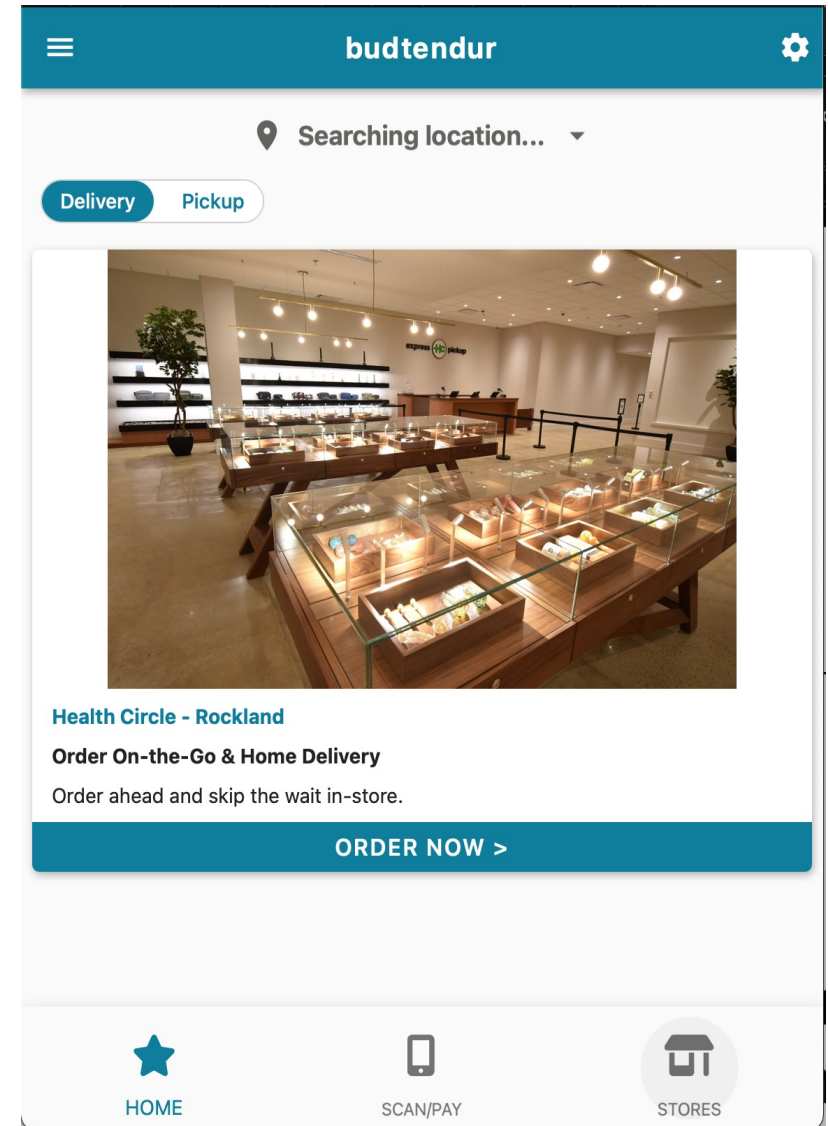 budtendur
Searching location...
Delivery Pickup
express HC pickup
Health Circle - Rockland
Order On-the-Go & Home Delivery
Order ahead and skip the wait in-store.
ORDER NOW >
HOME SCAN/PAY STORES